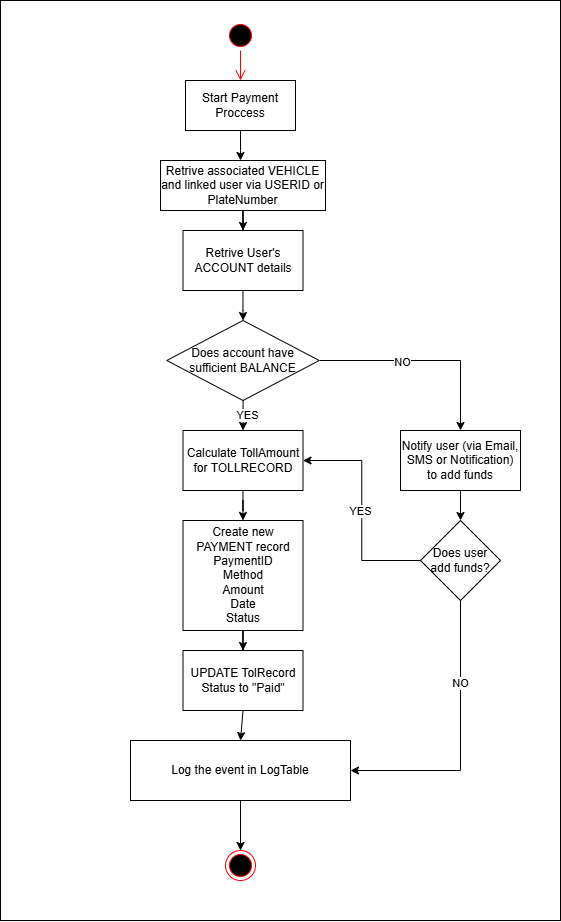 Start Payment
Proccess
Retrive associated VEHICLE
and linked user via USERID or
PlateNumber
Retrive User's
ACCOUNT details
Does account have
sufficient BALANCE
NO
YES
Calculate TollAmount
for TOLLRECORD
Notify user (via Email,
SMS or Notification)
to add funds
YES
Create new
PAYMENT record
PaymentID
Method
Amount
Date
Status
Does user
add funds?
UPDATE TolRecord
Status to "Paid"
NO
Log the event in LogTable